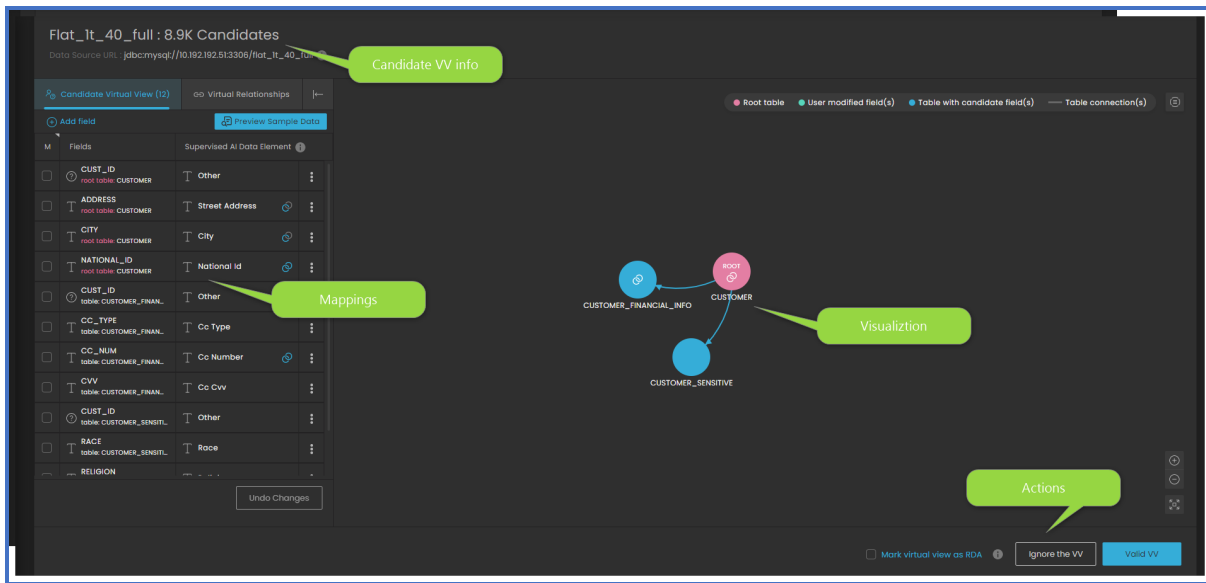 Flat_1t_40_full : 8.9K Candidates
Data Source URL : jdbc:mysql://10.192.192.51:3306/flat_1t_40_full
Candidate VV info
Candidate Virtual View (12)
Virtual Relationships
Root table
User modified field(s)
Table with candidate field(s)
Table connection(s)
Add field
Preview Sample Data
M
Fields
Supervised AI Data Element
CUST_ID
root table: CUSTOMER
Other
ADDRESS
root table: CUSTOMER
Street Address
CITY
root table: CUSTOMER
City
NATIONAL_ID
root table: CUSTOMER
National Id
CUST_ID
table: CUSTOMER_FINAN...
Other
CC_TYPE
table: CUSTOMER_FINAN...
Cc Type
CC_NUM
table: CUSTOMER_FINAN...
Cc Number
CVV
table: CUSTOMER_FINAN...
Cc Cvv
CUST_ID
table: CUSTOMER_SENSITI...
Other
RACE
table: CUSTOMER_SENSITI...
Race
RELIGION
Mappings
ROOT
CUSTOMER
CUSTOMER_FINANCIAL_INFO
CUSTOMER_SENSITIVE
Visualiztion
Undo Changes
Actions
Mark virtual view as RDA
Ignore the VV
Valid VV